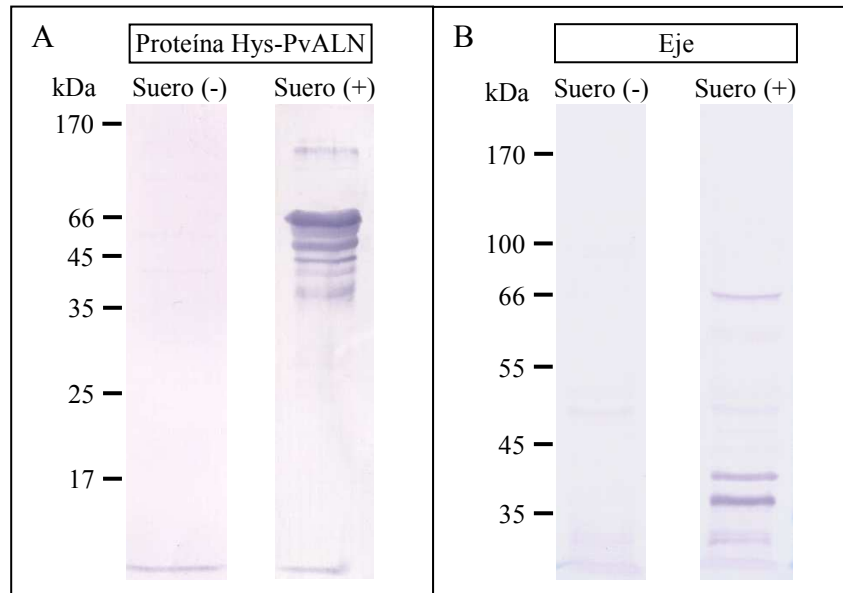 A
Proteína Hys-PvALN
kDa
Suero (-)
Suero (+)
170
66
45
35
25
17
B
Eje
kDa
Suero (-)
Suero (+)
170
100
66
55
45
35